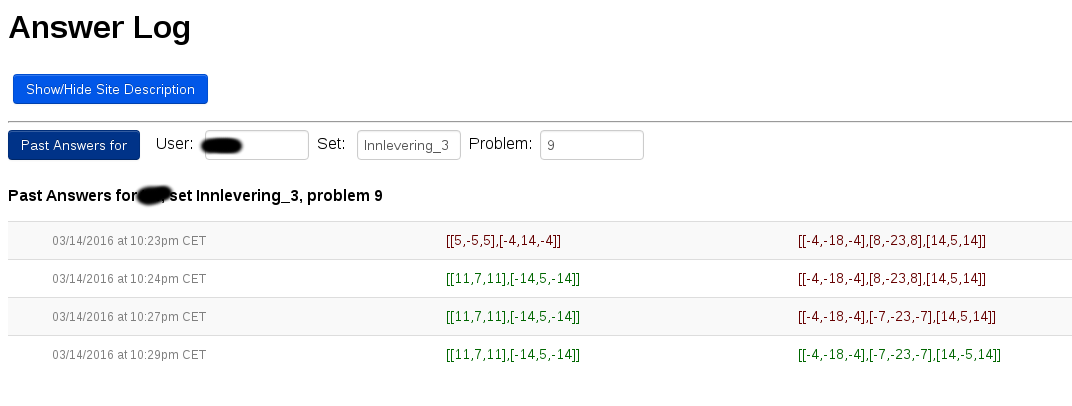 Answer Log
Show/Hide Site Description
Past Answers for User: Set: Innlevering_3 Problem: 9
Past Answers for set Innlevering_3, problem 9
03/14/2016 at 10:23pm CET [[5,-5,5],[-4,14,-4]] [[-4,-18,-4],[8,-23,8],[14,5,14]]
03/14/2016 at 10:24pm CET [[11,7,11],[-14,5,-14]] [[-4,-18,-4],[8,-23,8],[14,5,14]]
03/14/2016 at 10:27pm CET [[11,7,11],[-14,5,-14]] [[-4,-18,-4],[-7,-23,-7],[14,5,14]]
03/14/2016 at 10:29pm CET [[11,7,11],[-14,5,-14]] [[-4,-18,-4],[-7,-23,-7],[14,-5,14]]